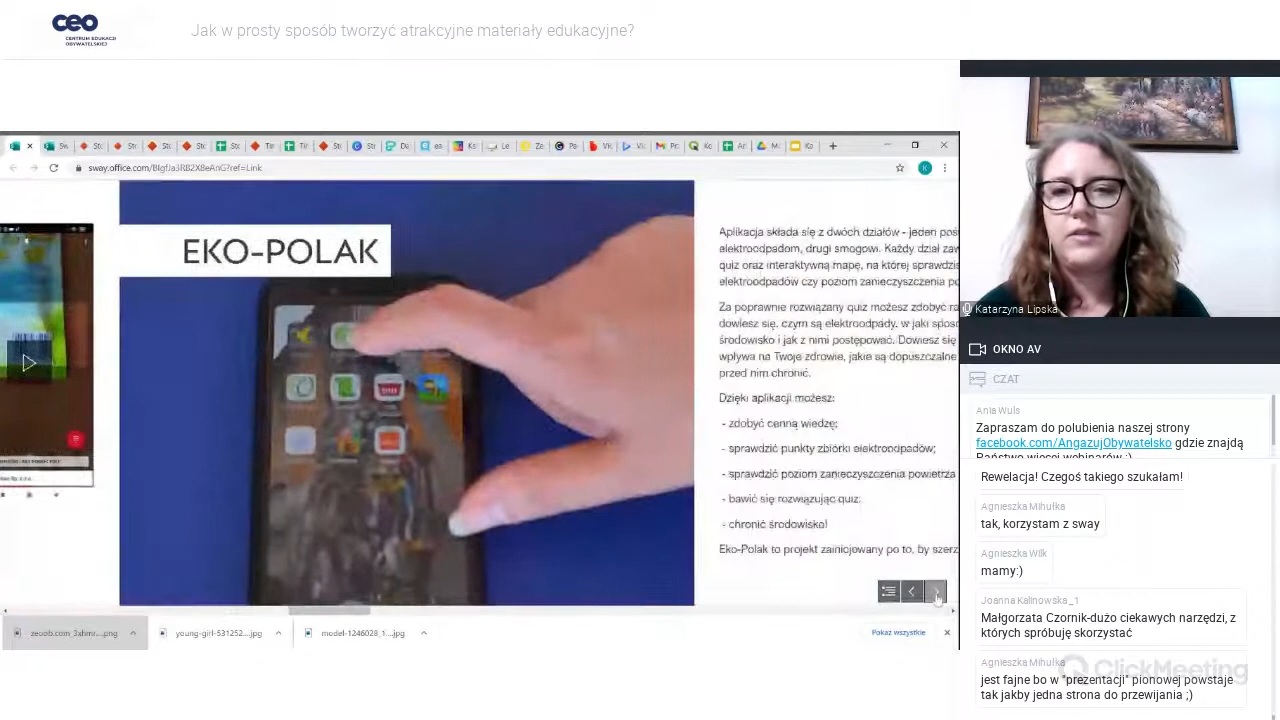 ceo
CENTRUM EDUKACJI
OBYWATELSKIEJ
Jak w prosty sposób tworzyć atrakcyjne materiały edukacyjne?
sway.office.com/BlgfJa3RB2X8eAnG?ref=Link
EKO-POLAK
Aplikacja składa się z dwóch działów - jeden
elektroodpadom, drugi smogowi. Każdy dział
quiz oraz interaktywną mapę, na której
elektroodpadów czy poziom zanieczyszczenia
Za poprawne rozwiązany quiz możesz zdobyć
dowiesz się, czym są elektroodpady, w jaki
środowisko i jak z nimi postępować. Dowiesz się
wpływa na Twoje zdrowie, jakie są dopuszczalne
przed nim chronić.
Dzięki aplikacji możesz:
- zdobyć cenną wiedzę;
- sprawdzić punkty zbiórki elektroodpadów;
- sprawdzić poziom zanieczyszczenia powietrza
- bawić się rozwiązując quiz;
- chronić środowisko!
Eko-Polak to projekt zainicjowany po to, by
young-girl-531252....jpg
model-1246028_1....jpg
Pokaż wszystkie
Katarzyna Lipska
OKNO AV
CZAT
Ania Wuls
Zapraszam do polubienia naszej strony
facebook.com/AngazujObywatelsko gdzie znajdą
Państwo więcej webinarów :)
Rewelacja! Czegoś takiego szukałam!
Agnieszka Mihułka
tak, korzystam z sway
Agnieszka Wilk
mamy:)
Joanna Kalinowska _1
Małgorzata Czornik-dużo ciekawych narzędzi, z
których spróbuję skorzystać
Agnieszka Mihułka
jest fajne bo w "prezentacji" pionowej powstaje
tak jakby jedna strona do przewijania ;)
ClickMeeting